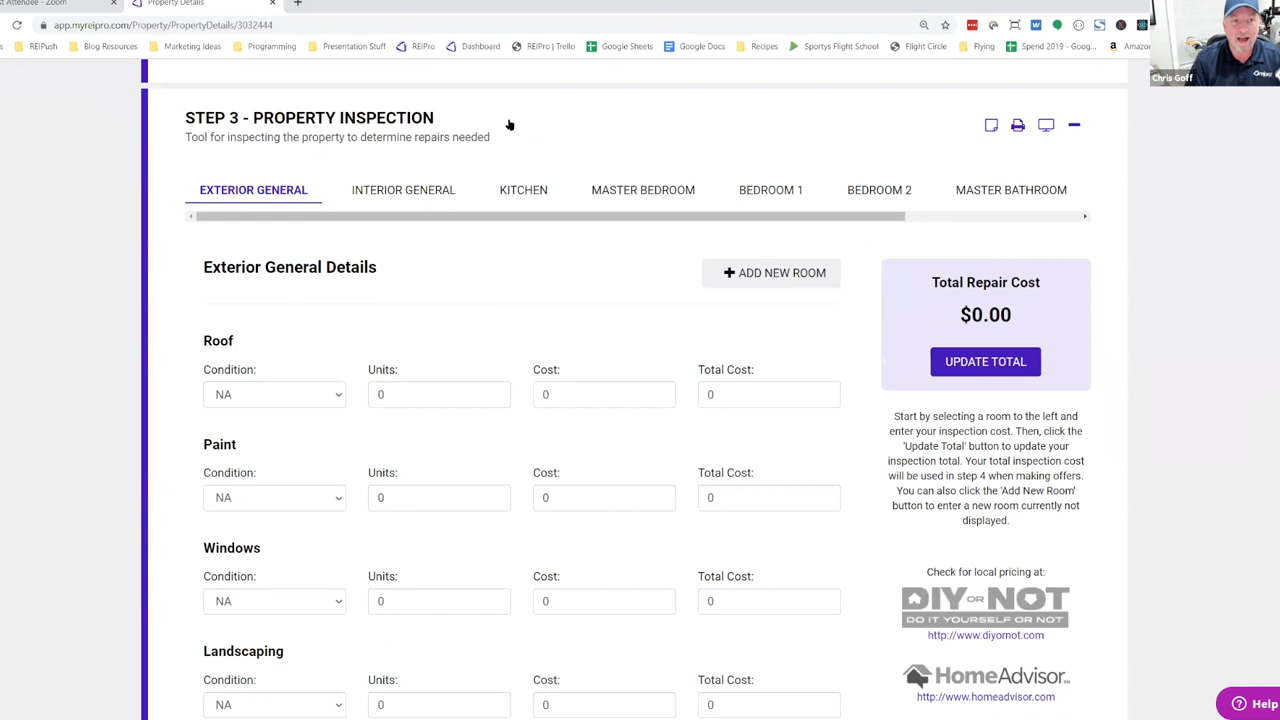 st Attendee - Zoom
Property Details
app.myreipro.com/Property/PropertyDetails/3032444
REIPush
Blog Resources
Marketing Ideas
Programming
Presentation Stuff
REIPro
Dashboard
REIPro | Trello
Google Sheets
Google Docs
Recipes
Sportys Flight School
Flight Circle
Flying
Spend 2019 - Goog...
Amazon
Chris Goff
STEP 3 - PROPERTY INSPECTION
Tool for inspecting the property to determine repairs needed
EXTERIOR GENERAL
INTERIOR GENERAL
KITCHEN
MASTER BEDROOM
BEDROOM 1
BEDROOM 2
MASTER BATHROOM
Exterior General Details
ADD NEW ROOM
Roof
Condition: Units: Cost: Total Cost:
NA 0 0 0
Paint
Condition: Units: Cost: Total Cost:
NA 0 0 0
Windows
Condition: Units: Cost: Total Cost:
NA 0 0 0
Landscaping
Condition: Units: Cost: Total Cost:
NA 0 0 0
Total Repair Cost
$0.00
UPDATE TOTAL
Start by selecting a room to the left and
enter your inspection cost. Then, click the
'Update Total' button to update your
inspection total. Your total inspection cost
will be used in step 4 when making offers.
You can also click the 'Add New Room'
button to enter a new room currently not
displayed.
Check for local pricing at:
DIY OR NOT
DO IT YOURSELF OR NOT
http://www.diyornot.com
HomeAdvisor
http://www.homeadvisor.com
Help